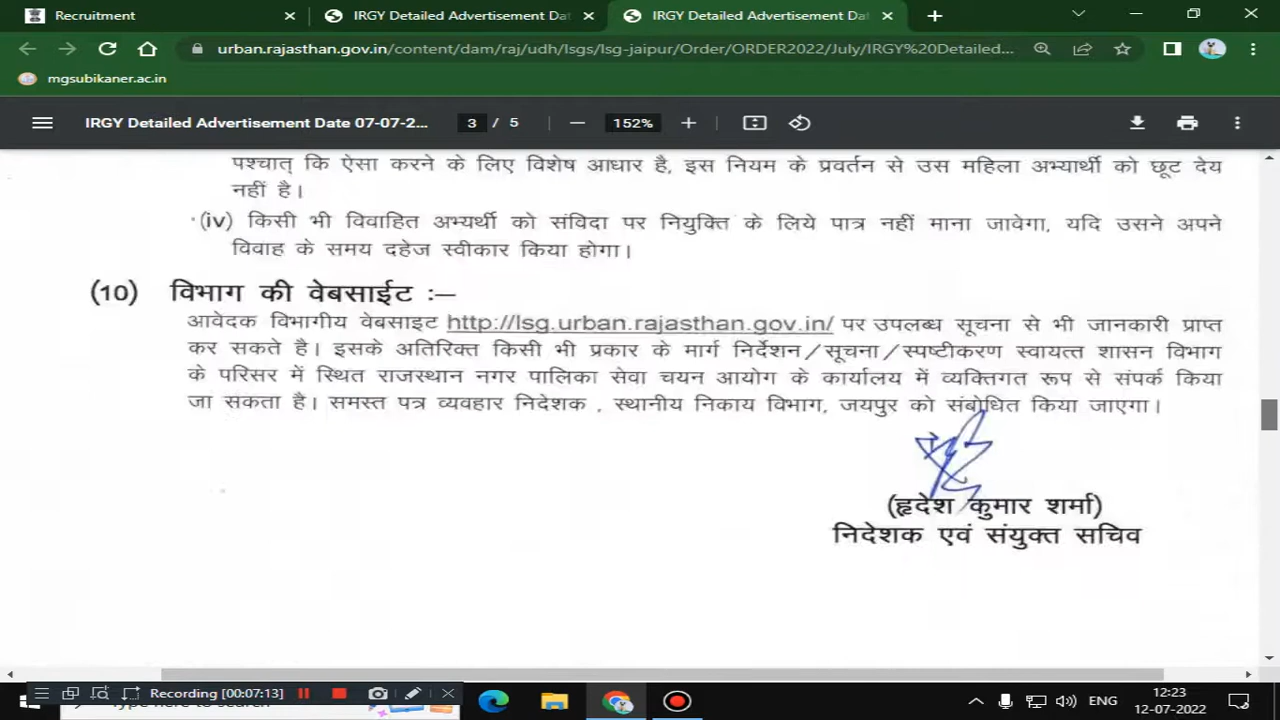 Recruitment
IRGY Detailed Advertisement Dat
IRGY Detailed Advertisement Dat
urban.rajasthan.gov.in/content/dam/raj/udh/lsgs/lsg-jaipur/Order/ORDER2022/July/IRGY%20Detailed...
mgsubikaner.ac.in
IRGY Detailed Advertisement Date 07-07-2... 3 / 5 152%
पश्चात् कि ऐसा करने के लिए विशेष आधार है, इस नियम के प्रवर्तन से उस महिला अभ्यार्थी को छूट देय
नहीं है।
(iv) किसी भी विवाहित अभ्यर्थी को संविदा पर नियुक्ति के लिये पात्र नहीं माना जावेगा, यदि उसने अपने
विवाह के समय दहेज स्वीकार किया होगा।
(10) विभाग की वेबसाईट :–
आवेदक विभागीय वेबसाइट http://lsg.urban.rajasthan.gov.in/ पर उपलब्ध सूचना से भी जानकारी प्राप्त
कर सकते है। इसके अतिरिक्त किसी भी प्रकार के मार्ग निर्देशन/सूचना/स्पष्टीकरण स्वायत्त शासन विभाग
के परिसर में स्थित राजस्थान नगर पालिका सेवा चयन आयोग के कार्यालय में व्यक्तिगत रूप से संपर्क किया
जा सकता है। समस्त पत्र व्यवहार निदेशक , स्थानीय निकाय विभाग, जयपुर को संबोधित किया जाएगा।
(हृदेश कुमार शर्मा)
निदेशक एवं संयुक्त सचिव
Recording [00:07:13]
Type here to search
ENG
12:23
12-07-2022